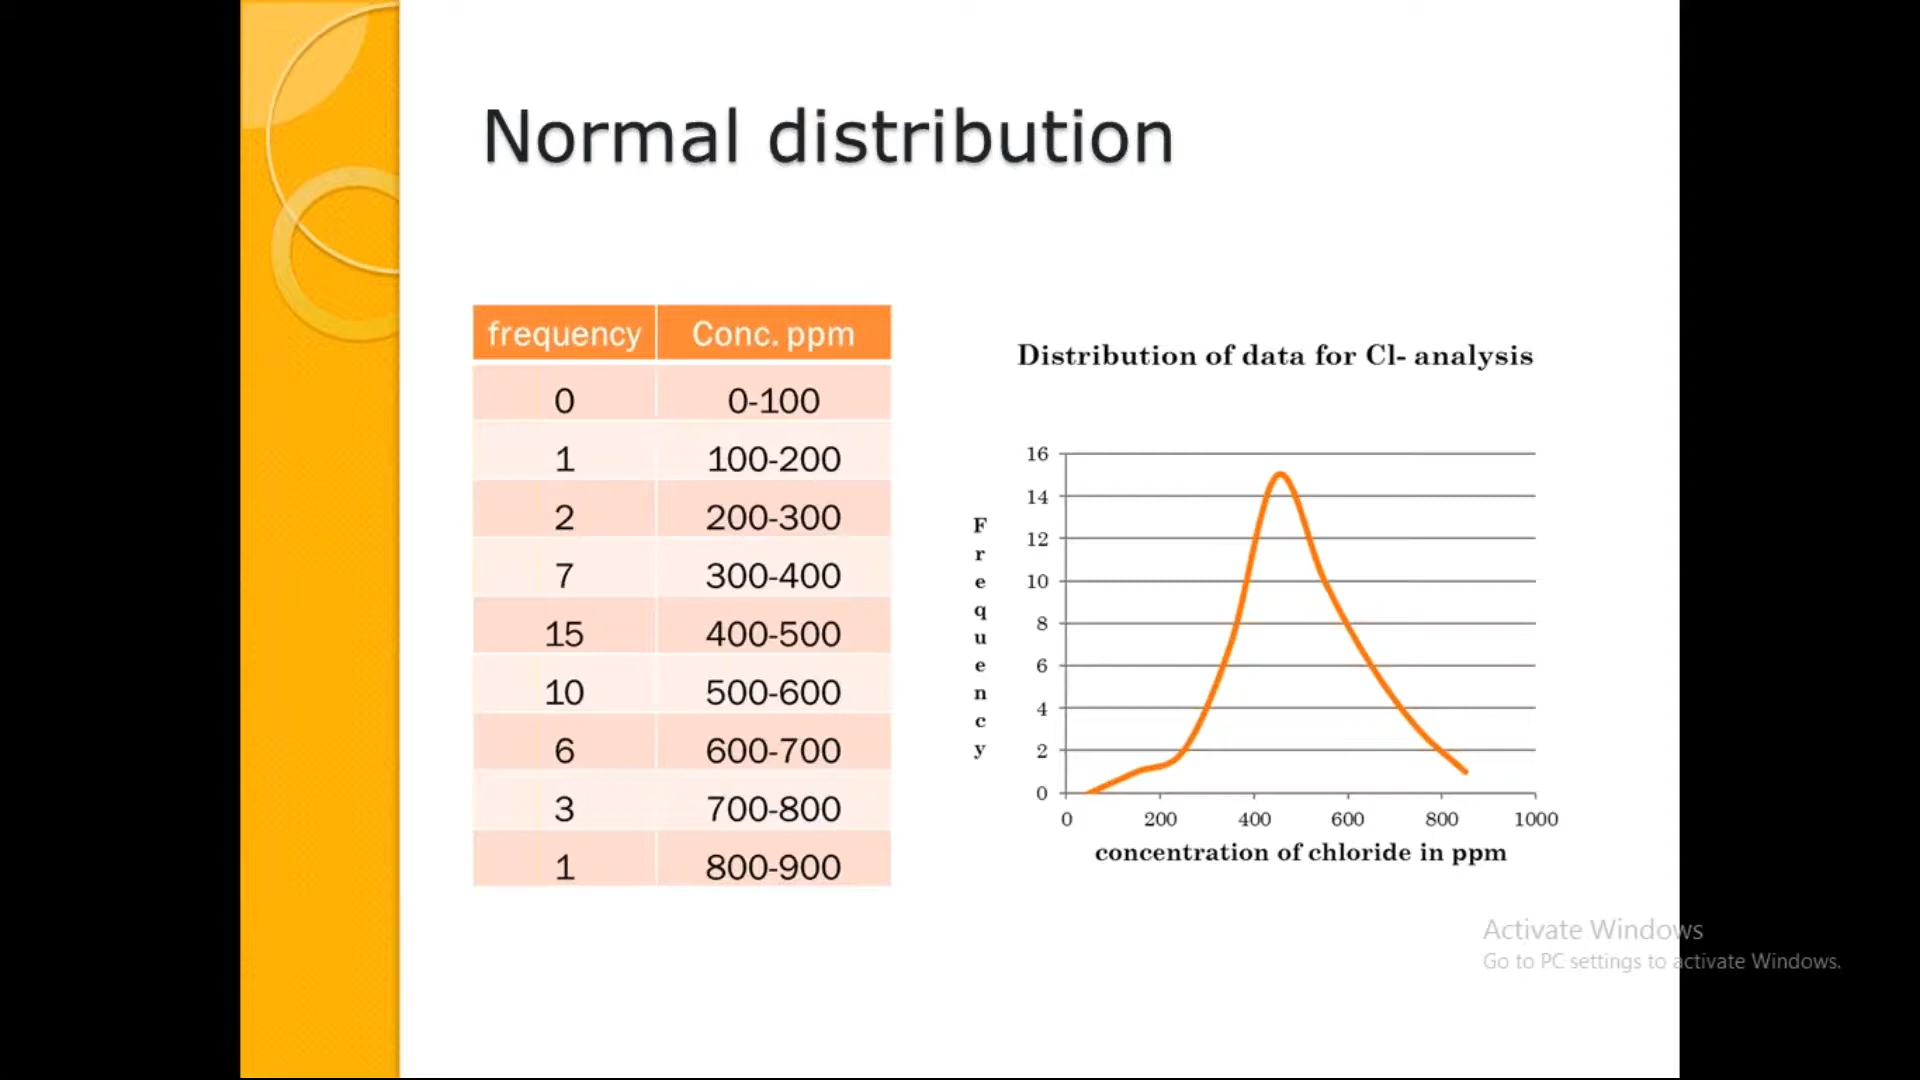 Normal distribution
frequency Conc. ppm
0 0-100
1 100-200
2 200-300
7 300-400
15 400-500
10 500-600
6 600-700
3 700-800
1 800-900
Distribution of data for Cl- analysis
Frequency
16
14
12
10
8
6
4
2
0
0 200 400 600 800 1000
concentration of chloride in ppm
Activate Windows
Go to PC settings to activate Windows.